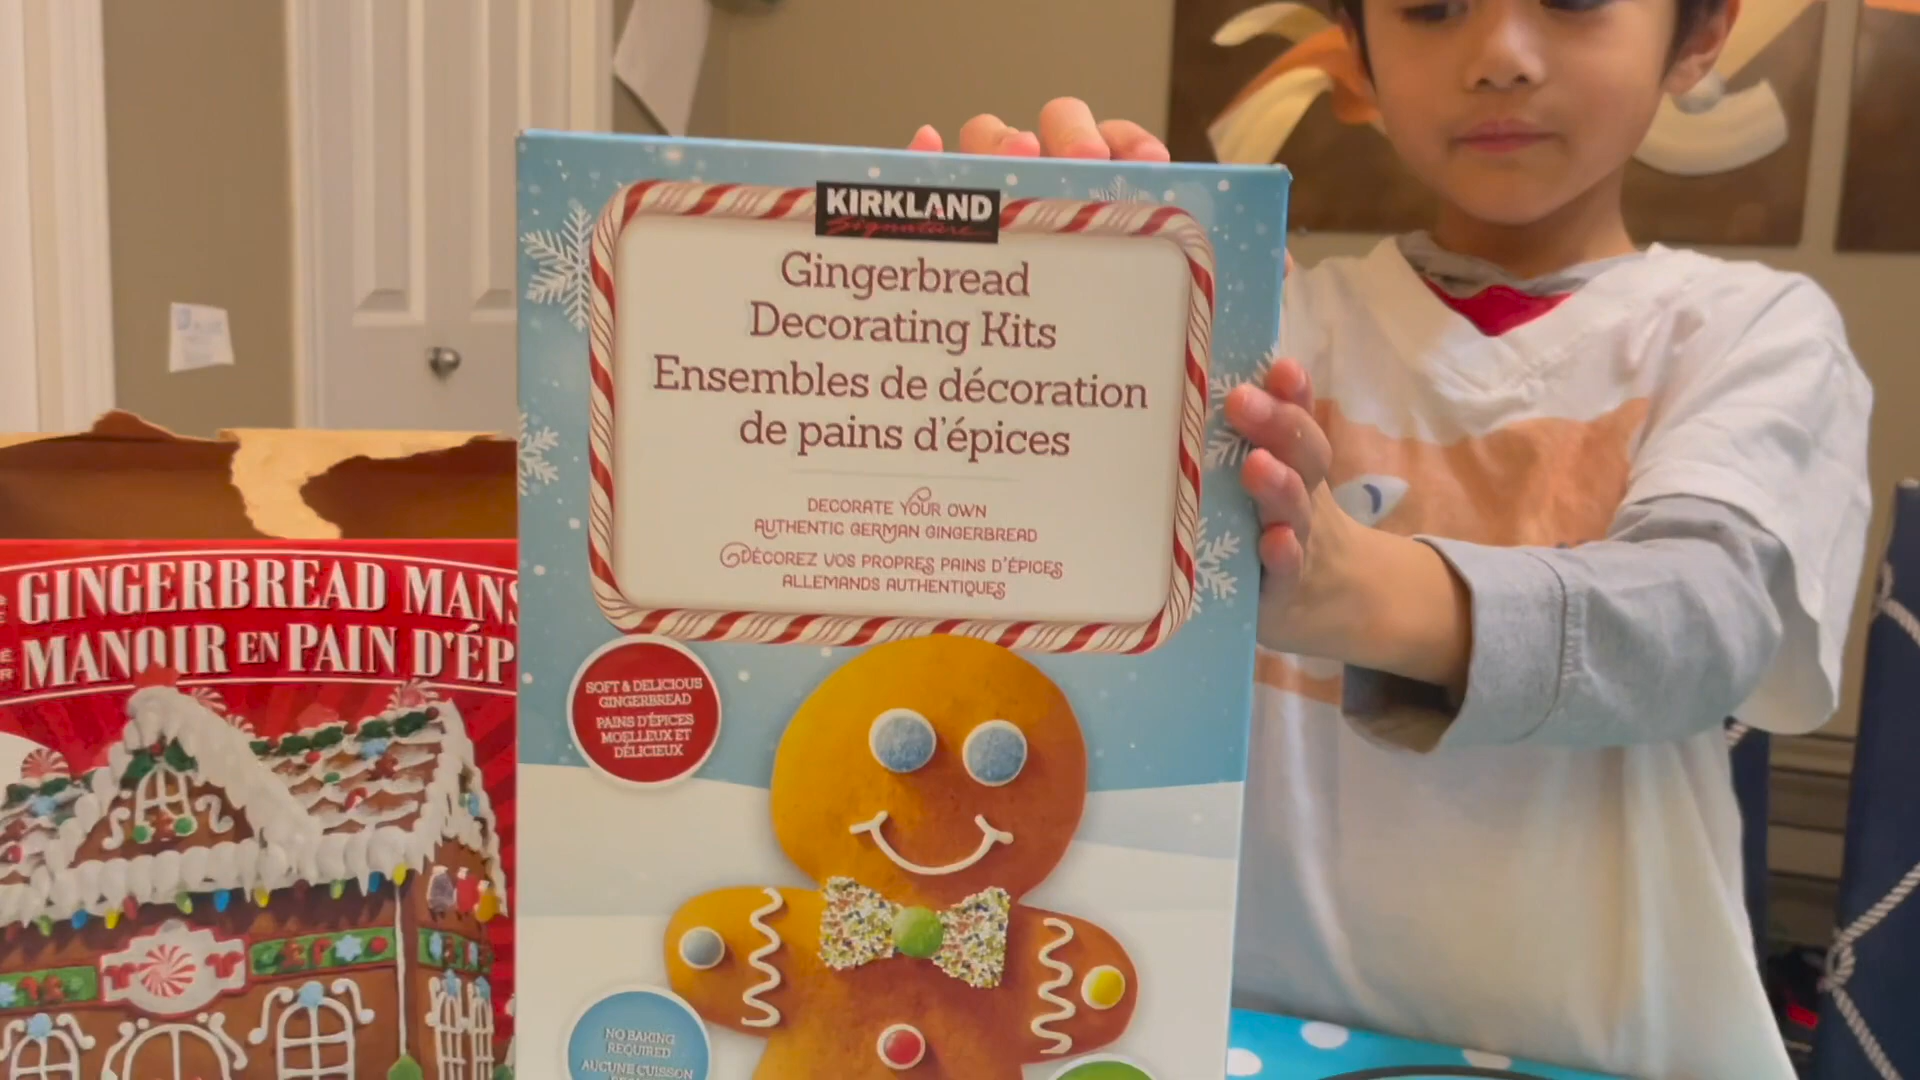 KIRKLAND
Signature
Gingerbread
Decorating Kits
Ensembles de décoration
de pains d'épices
DECORATE YOUR OWN
AUTHENTIC GERMAN GINGERBREAD
DÉCOREZ VOS PROPRES PAINS D'ÉPICES
ALLEMANDS AUTHENTIQUES
SOFT & DELICIOUS
GINGERBREAD
PAINS D'ÉPICES
MOELLEUX ET
DÉLICIEUX
NO BAKING
REQUIRED
AUCUNE CUISSON
GINGERBREAD MANS
MANOIR EN PAIN D'ÉP